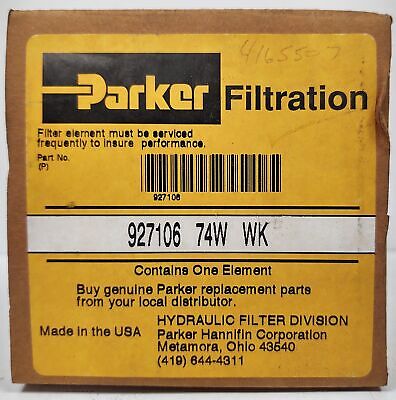 4165507
Parker Filtration
Filter element must be serviced
frequently to insure performance.
Part No.
(P)
927106
927106 74W WK
Contains One Element
Buy genuine Parker replacement parts
from your local distributor.
HYDRAULIC FILTER DIVISION
Made in the USA Parker Hannifin Corporation
Metamora, Ohio 43540
(419) 644-4311